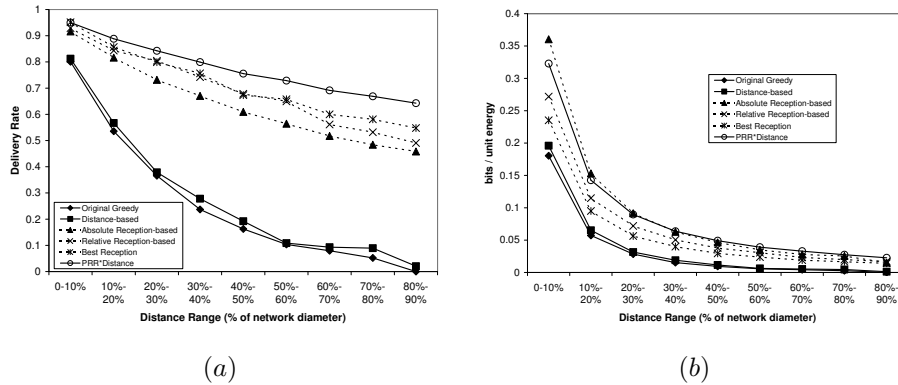 1
0.9
0.8
0.7
0.6
0.5
0.4
0.3
0.2
0.1
0
Delivery Rate
Original Greedy
Distance-based
Absolute Reception-based
Relative Reception-based
Best Reception
PRR*Distance
0-10% 10%- 20%- 30%- 40%- 50%- 60%- 70%- 80%-
20% 30% 40% 50% 60% 70% 80% 90%
Distance Range (% of network diameter)
(a)
0.4
0.35
0.3
0.25
0.2
0.15
0.1
0.05
0
bits / unit energy
Original Greedy
Distance-based
Absolute Reception-based
Relative Reception-based
Best Reception
PRR*Distance
0-10% 10%- 20%- 30%- 40%- 50%- 60%- 70%- 80%-
20% 30% 40% 50% 60% 70% 80% 90%
Distance Range (% of network diameter)
(b)